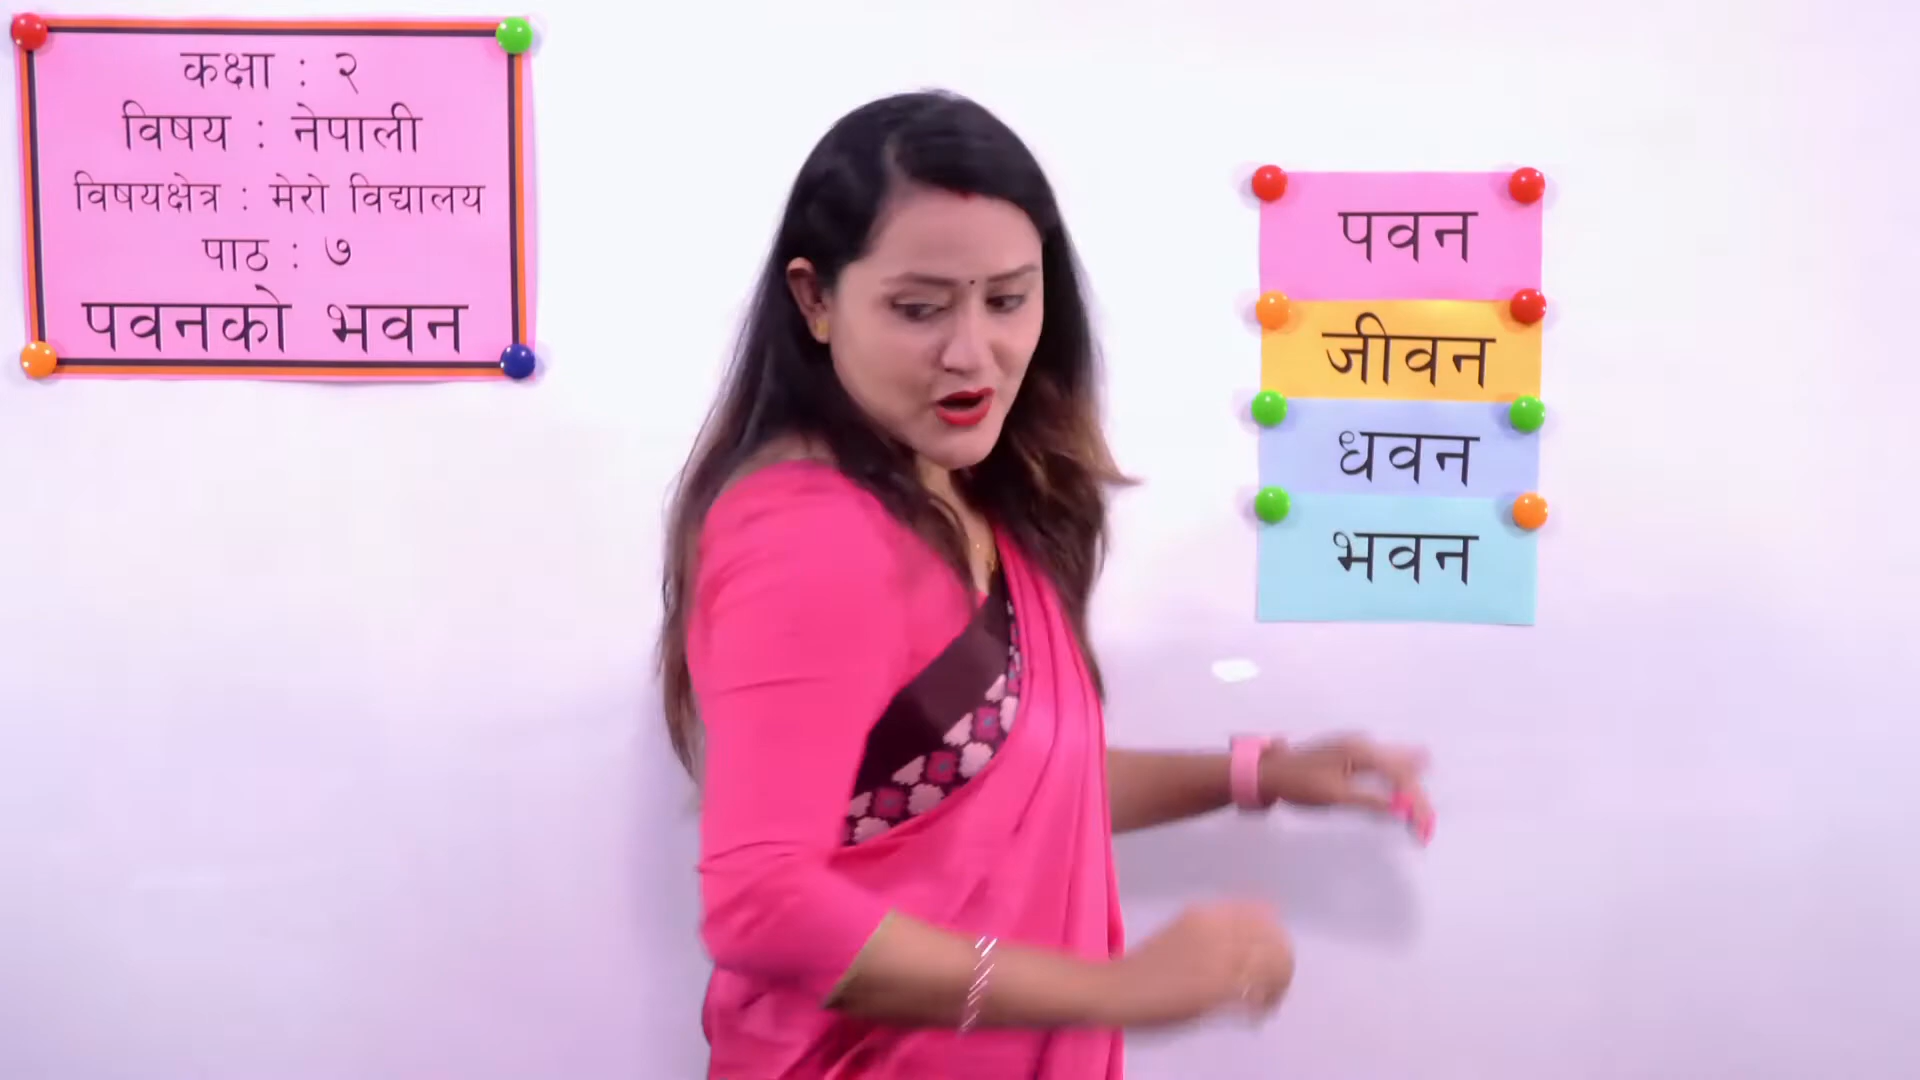 कक्षा : २
विषय : नेपाली
विषयक्षेत्र : मेरो विद्यालय
पाठ : ७
पवनको भवन
पवन
जीवन
धवन
भवन